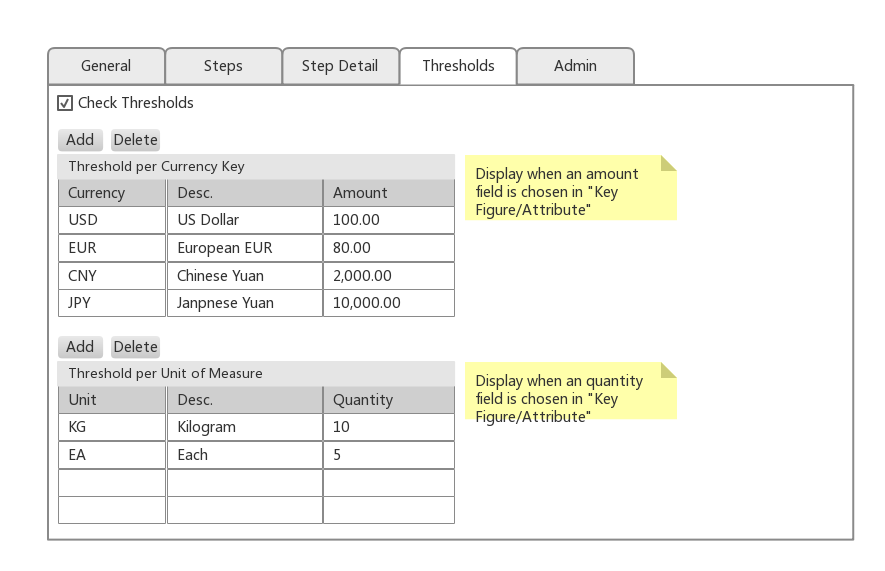 General Steps Step Detail Thresholds Admin
Check Thresholds
Add Delete
Threshold per Currency Key
Currency Desc. Amount
USD US Dollar 100.00
EUR European EUR 80.00
CNY Chinese Yuan 2,000.00
JPY Janpnese Yuan 10,000.00
Display when an amount
field is chosen in "Key
Figure/Attribute"
Add Delete
Threshold per Unit of Measure
Unit Desc. Quantity
KG Kilogram 10
EA Each 5
Display when an quantity
field is chosen in "Key
Figure/Attribute"